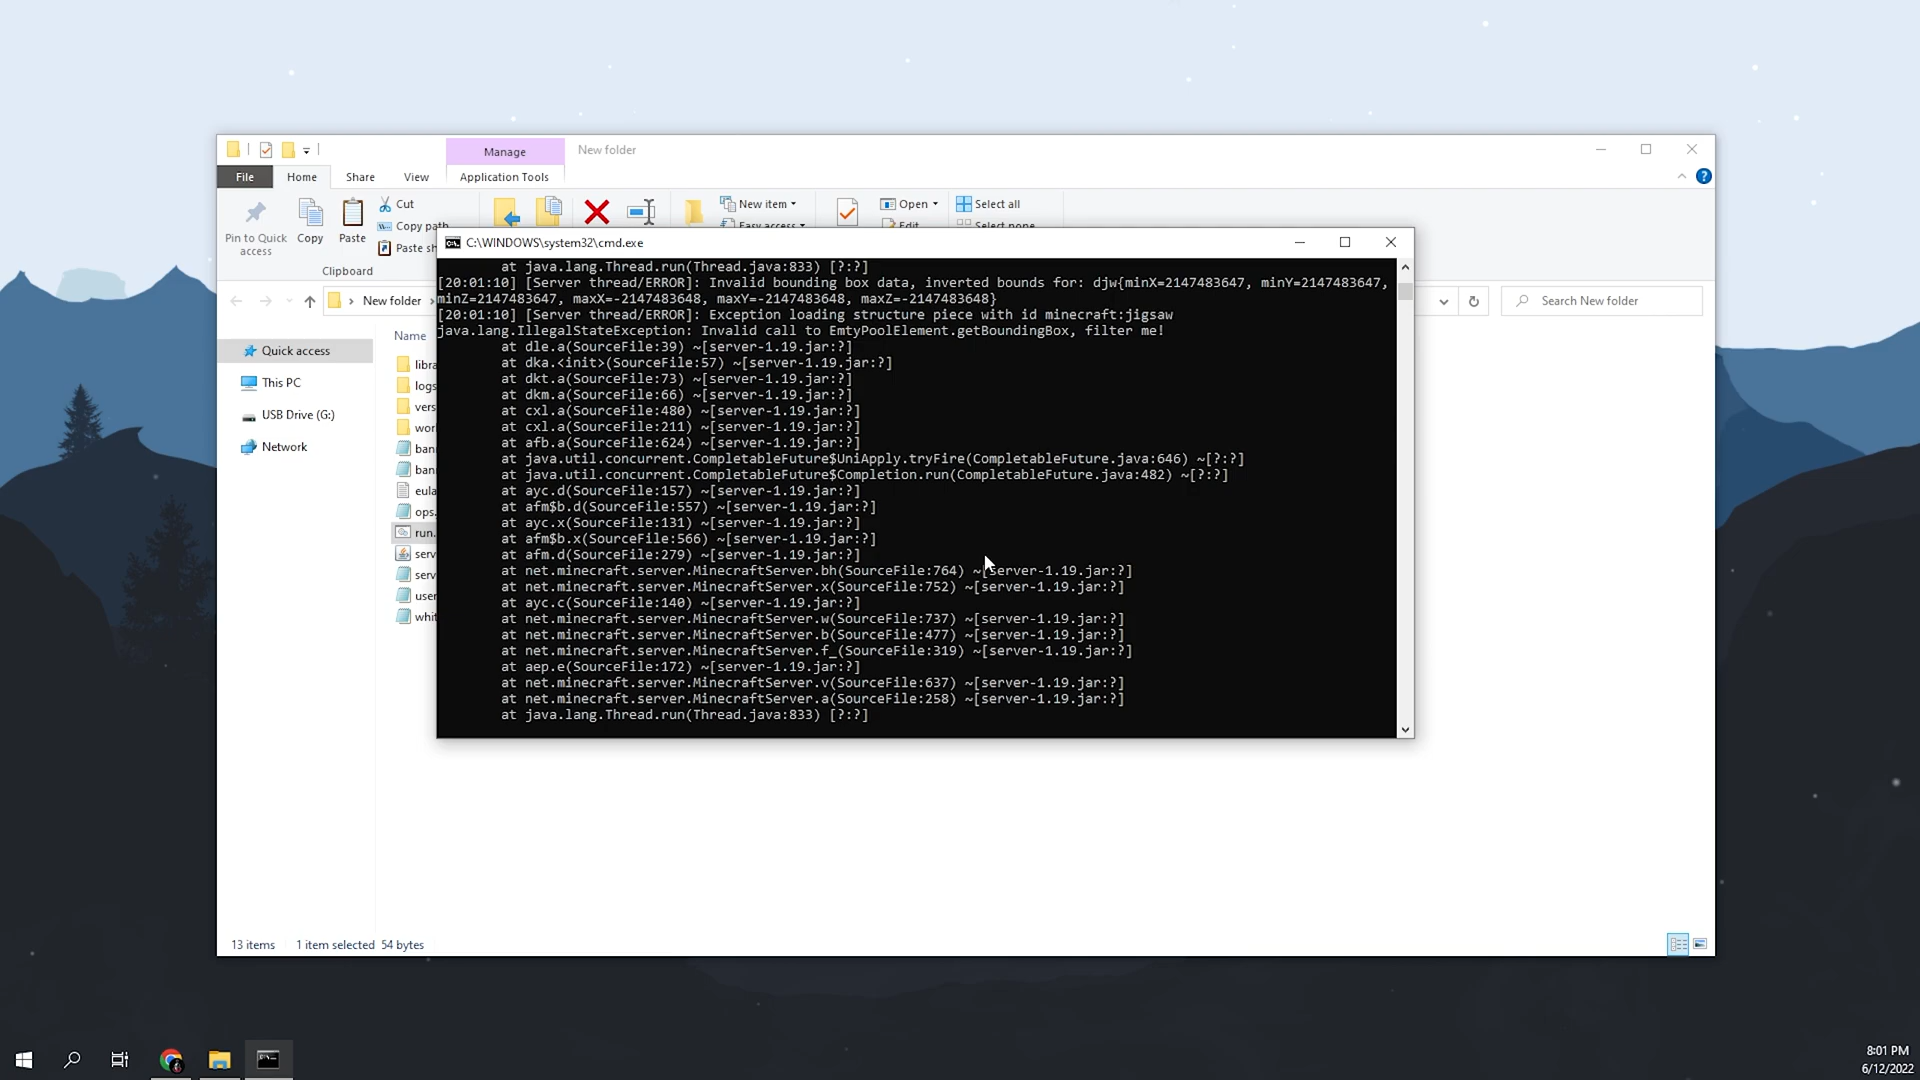 Manage
New folder
File
Home
Share
View
Application Tools
Pin to Quick
access
Copy
Paste
Cut
Copy path
Paste sh
New item
Easy access
Open
Edit
Select all
Select none
Clipboard
New folder
Search New folder
Name
Quick access
This PC
USB Drive (G:)
Network
libra
logs
vers
wor
ban
ban
eula
ops.
run.
serv
serv
user
whit
C:\WINDOWS\system32\cmd.exe
at java.lang.Thread.run(Thread.java:833) [?:?]
[20:01:10] [Server thread/ERROR]: Invalid bounding box data, inverted bounds for: djw{minX=2147483647, minY=2147483647,
minZ=2147483647, maxX=-2147483648, maxY=-2147483648, maxZ=-2147483648}
[20:01:10] [Server thread/ERROR]: Exception loading structure piece with id minecraft:jigsaw
java.lang.IllegalStateException: Invalid call to EmtyPoolElement.getBoundingBox, filter me!
at dle.a(SourceFile:39) ~[server-1.19.jar:?]
at dka.<init>(SourceFile:57) ~[server-1.19.jar:?]
at dkt.a(SourceFile:73) ~[server-1.19.jar:?]
at dkm.a(SourceFile:66) ~[server-1.19.jar:?]
at cxl.a(SourceFile:480) ~[server-1.19.jar:?]
at cxl.a(SourceFile:211) ~[server-1.19.jar:?]
at afb.a(SourceFile:624) ~[server-1.19.jar:?]
at java.util.concurrent.CompletableFuture$UniApply.tryFire(CompletableFuture.java:646) ~[?:?]
at java.util.concurrent.CompletableFuture$Completion.run(CompletableFuture.java:482) ~[?:?]
at ayc.d(SourceFile:157) ~[server-1.19.jar:?]
at afm$b.d(SourceFile:557) ~[server-1.19.jar:?]
at ayc.x(SourceFile:131) ~[server-1.19.jar:?]
at afm$b.x(SourceFile:566) ~[server-1.19.jar:?]
at afm.d(SourceFile:279) ~[server-1.19.jar:?]
at net.minecraft.server.MinecraftServer.bh(SourceFile:764) ~[server-1.19.jar:?]
at net.minecraft.server.MinecraftServer.x(SourceFile:752) ~[server-1.19.jar:?]
at ayc.c(SourceFile:140) ~[server-1.19.jar:?]
at net.minecraft.server.MinecraftServer.w(SourceFile:737) ~[server-1.19.jar:?]
at net.minecraft.server.MinecraftServer.b(SourceFile:477) ~[server-1.19.jar:?]
at net.minecraft.server.MinecraftServer.f_(SourceFile:319) ~[server-1.19.jar:?]
at aep.e(SourceFile:172) ~[server-1.19.jar:?]
at net.minecraft.server.MinecraftServer.v(SourceFile:637) ~[server-1.19.jar:?]
at net.minecraft.server.MinecraftServer.a(SourceFile:258) ~[server-1.19.jar:?]
at java.lang.Thread.run(Thread.java:833) [?:?]
13 items 1 item selected 54 bytes
8:01 PM
6/12/2022